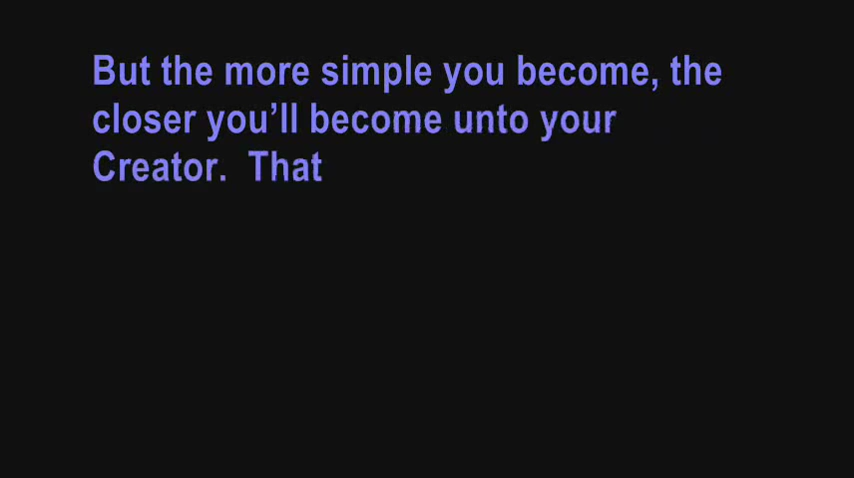 But the more simple you become, the
closer you’ll become unto your
Creator.  That